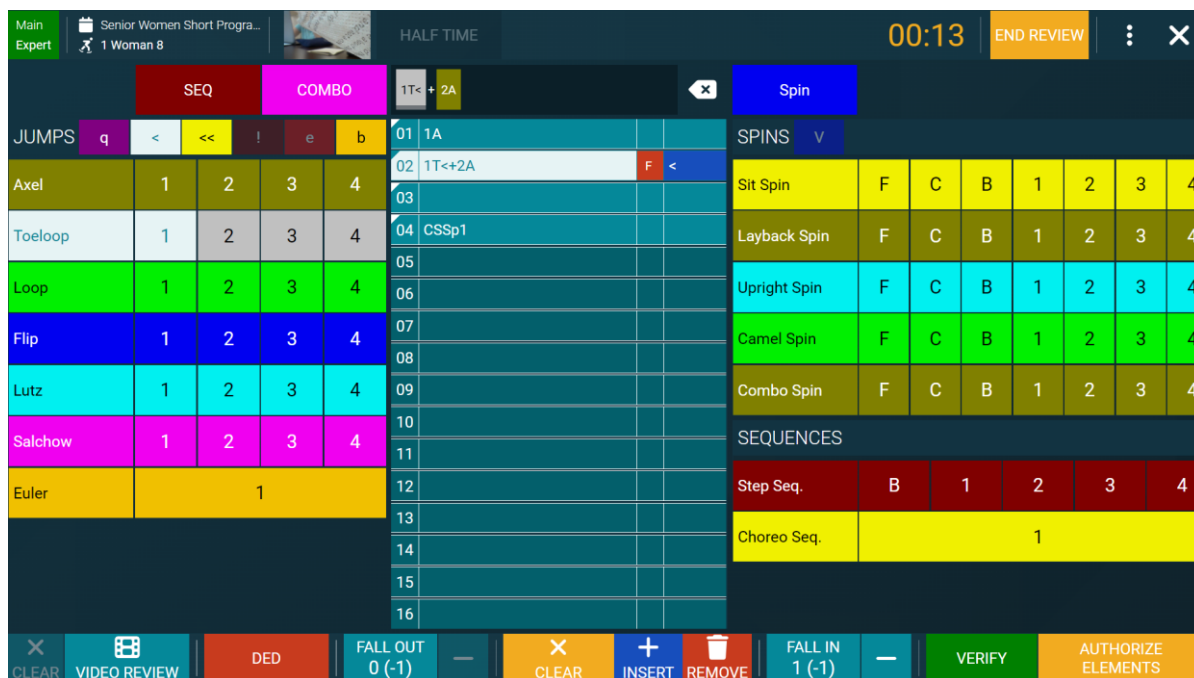 Main Expert
Senior Women Short Progra...
1 Woman 8
HALF TIME
00:13
END REVIEW
SEQ
COMBO
1T< + 2A
Spin
JUMPS q < << ! e b
Axel 1 2 3 4
Toeloop 1 2 3 4
Loop 1 2 3 4
Flip 1 2 3 4
Lutz 1 2 3 4
Salchow 1 2 3 4
Euler 1
01 1A
02 1T<+2A F <
03
04 CSSp1
05
06
07
08
09
10
11
12
13
14
15
16
SPINS V
Sit Spin F C B 1 2 3 4
Layback Spin F C B 1 2 3 4
Upright Spin F C B 1 2 3 4
Camel Spin F C B 1 2 3 4
Combo Spin F C B 1 2 3 4
SEQUENCES
Step Seq. B 1 2 3 4
Choreo Seq. 1
CLEAR
VIDEO REVIEW
DED
FALL OUT
0 (-1)
CLEAR
INSERT
REMOVE
FALL IN
1 (-1)
VERIFY
AUTHORIZE
ELEMENTS